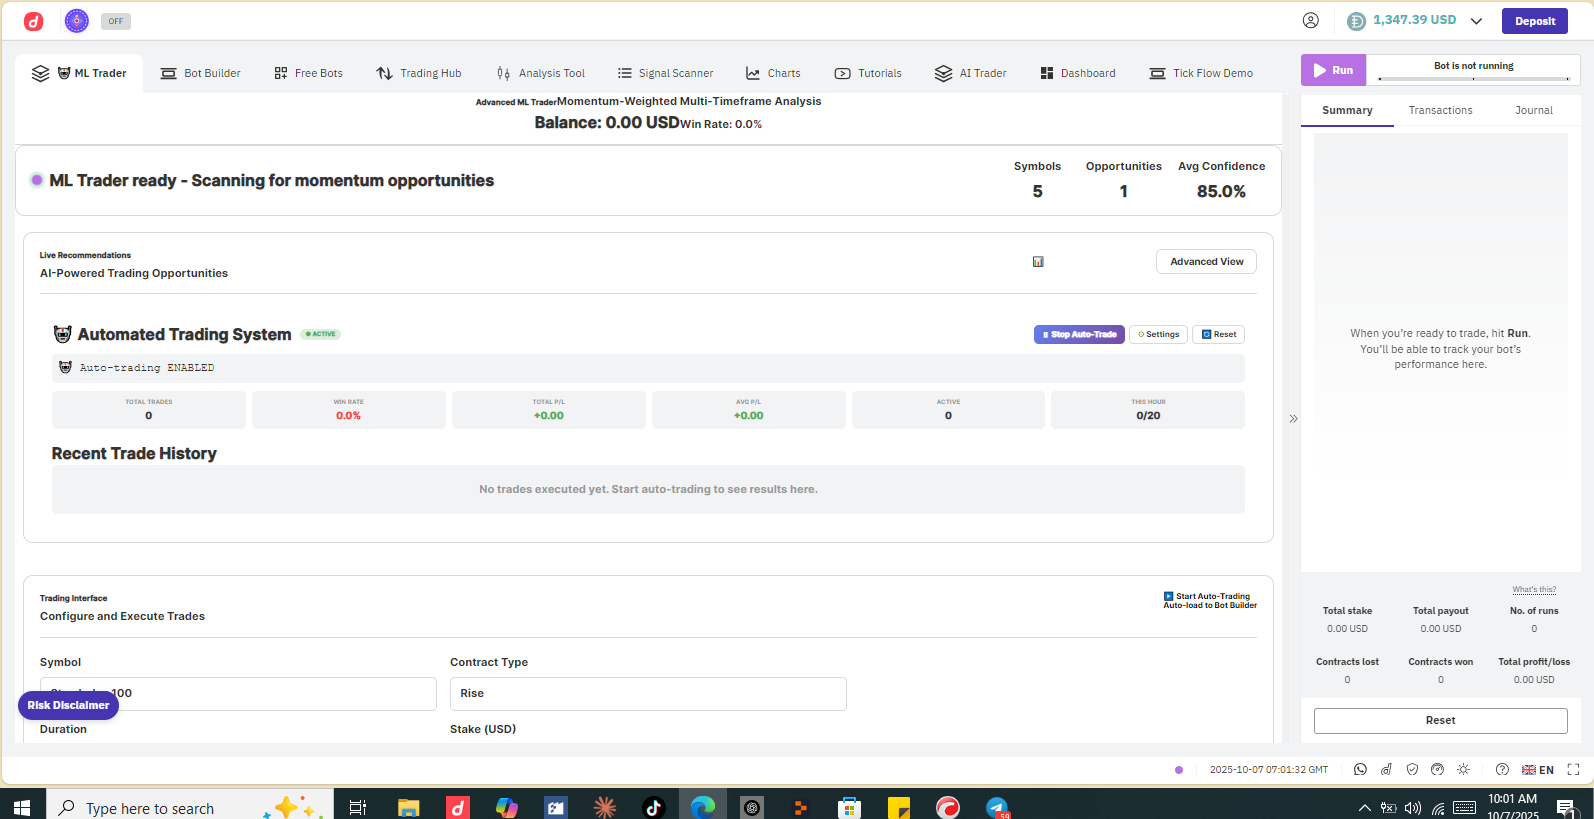 OFF
1,347.39 USD
Deposit
ML Trader
Bot Builder
Free Bots
Trading Hub
Analysis Tool
Signal Scanner
Charts
Tutorials
AI Trader
Dashboard
Tick Flow Demo
Run
Bot is not running
Advanced ML TraderMomentum-Weighted Multi-Timeframe Analysis
Balance: 0.00 USDWin Rate: 0.0%
ML Trader ready - Scanning for momentum opportunities
Symbols
5
Opportunities
1
Avg Confidence
85.0%
Live Recommendations
AI-Powered Trading Opportunities
Advanced View
Automated Trading System
ACTIVE
Stop Auto-Trade
Settings
Reset
Auto-trading ENABLED
TOTAL TRADES
0
WIN RATE
0.0%
TOTAL P/L
+0.00
AVG P/L
+0.00
ACTIVE
0
THIS HOUR
0/20
Recent Trade History
No trades executed yet. Start auto-trading to see results here.
Trading Interface
Configure and Execute Trades
Start Auto-Trading
Auto-load to Bot Builder
Symbol
100
Contract Type
Rise
Risk Disclaimer
Duration
Stake (USD)
Summary
Transactions
Journal
When you're ready to trade, hit Run.
You'll be able to track your bot's
performance here.
What's this?
Total stake
0.00 USD
Total payout
0.00 USD
No. of runs
0
Contracts lost
0
Contracts won
0
Total profit/loss
0.00 USD
Reset
2025-10-07 07:01:32 GMT
EN
Type here to search
59
10:01 AM
10/7/2025
1